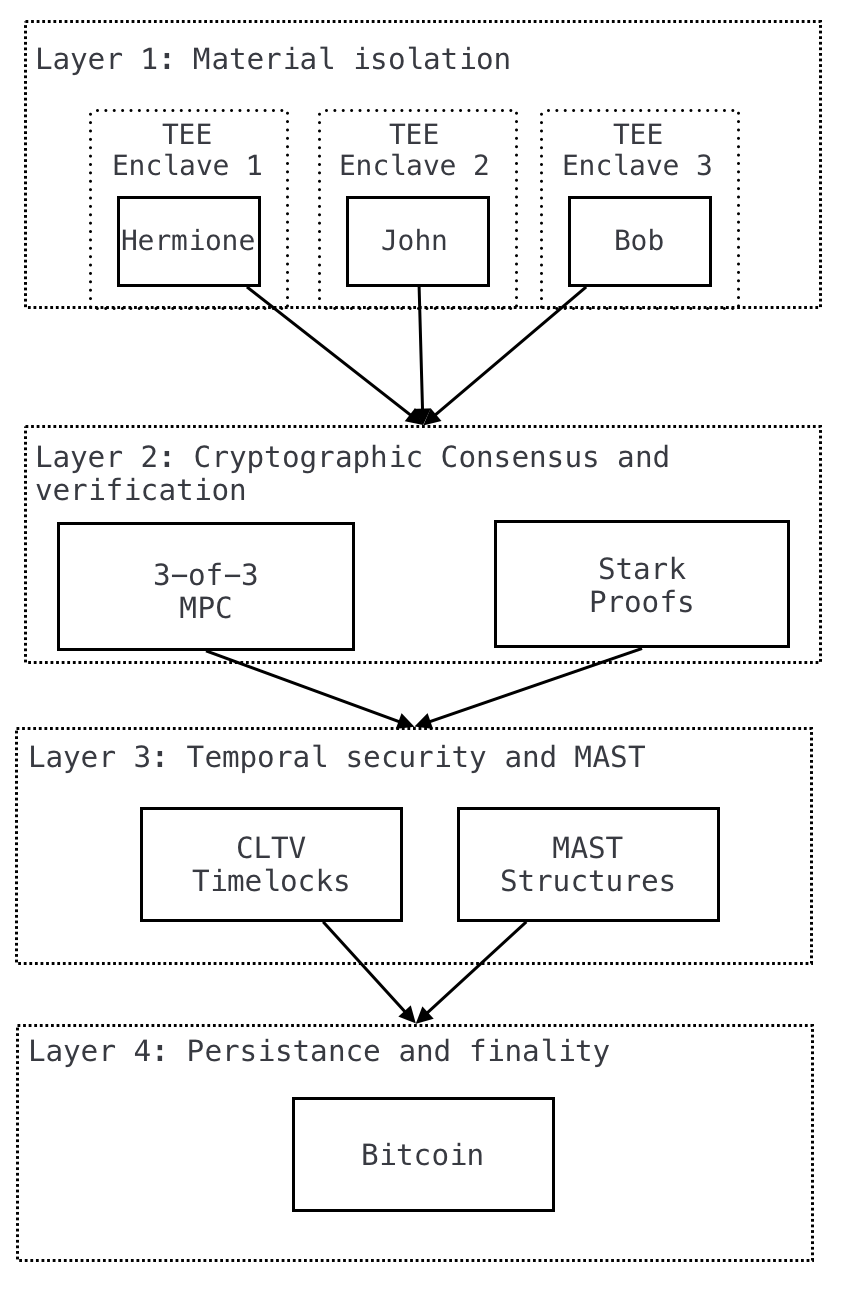 Layer 1: Material isolation
TEE
Enclave 1
Hermione
TEE
Enclave 2
John
TEE
Enclave 3
Bob
Layer 2: Cryptographic Consensus and
verification
3-of-3
MPC
Stark
Proofs
Layer 3: Temporal security and MAST
CLTV
Timelocks
MAST
Structures
Layer 4: Persistance and finality
Bitcoin